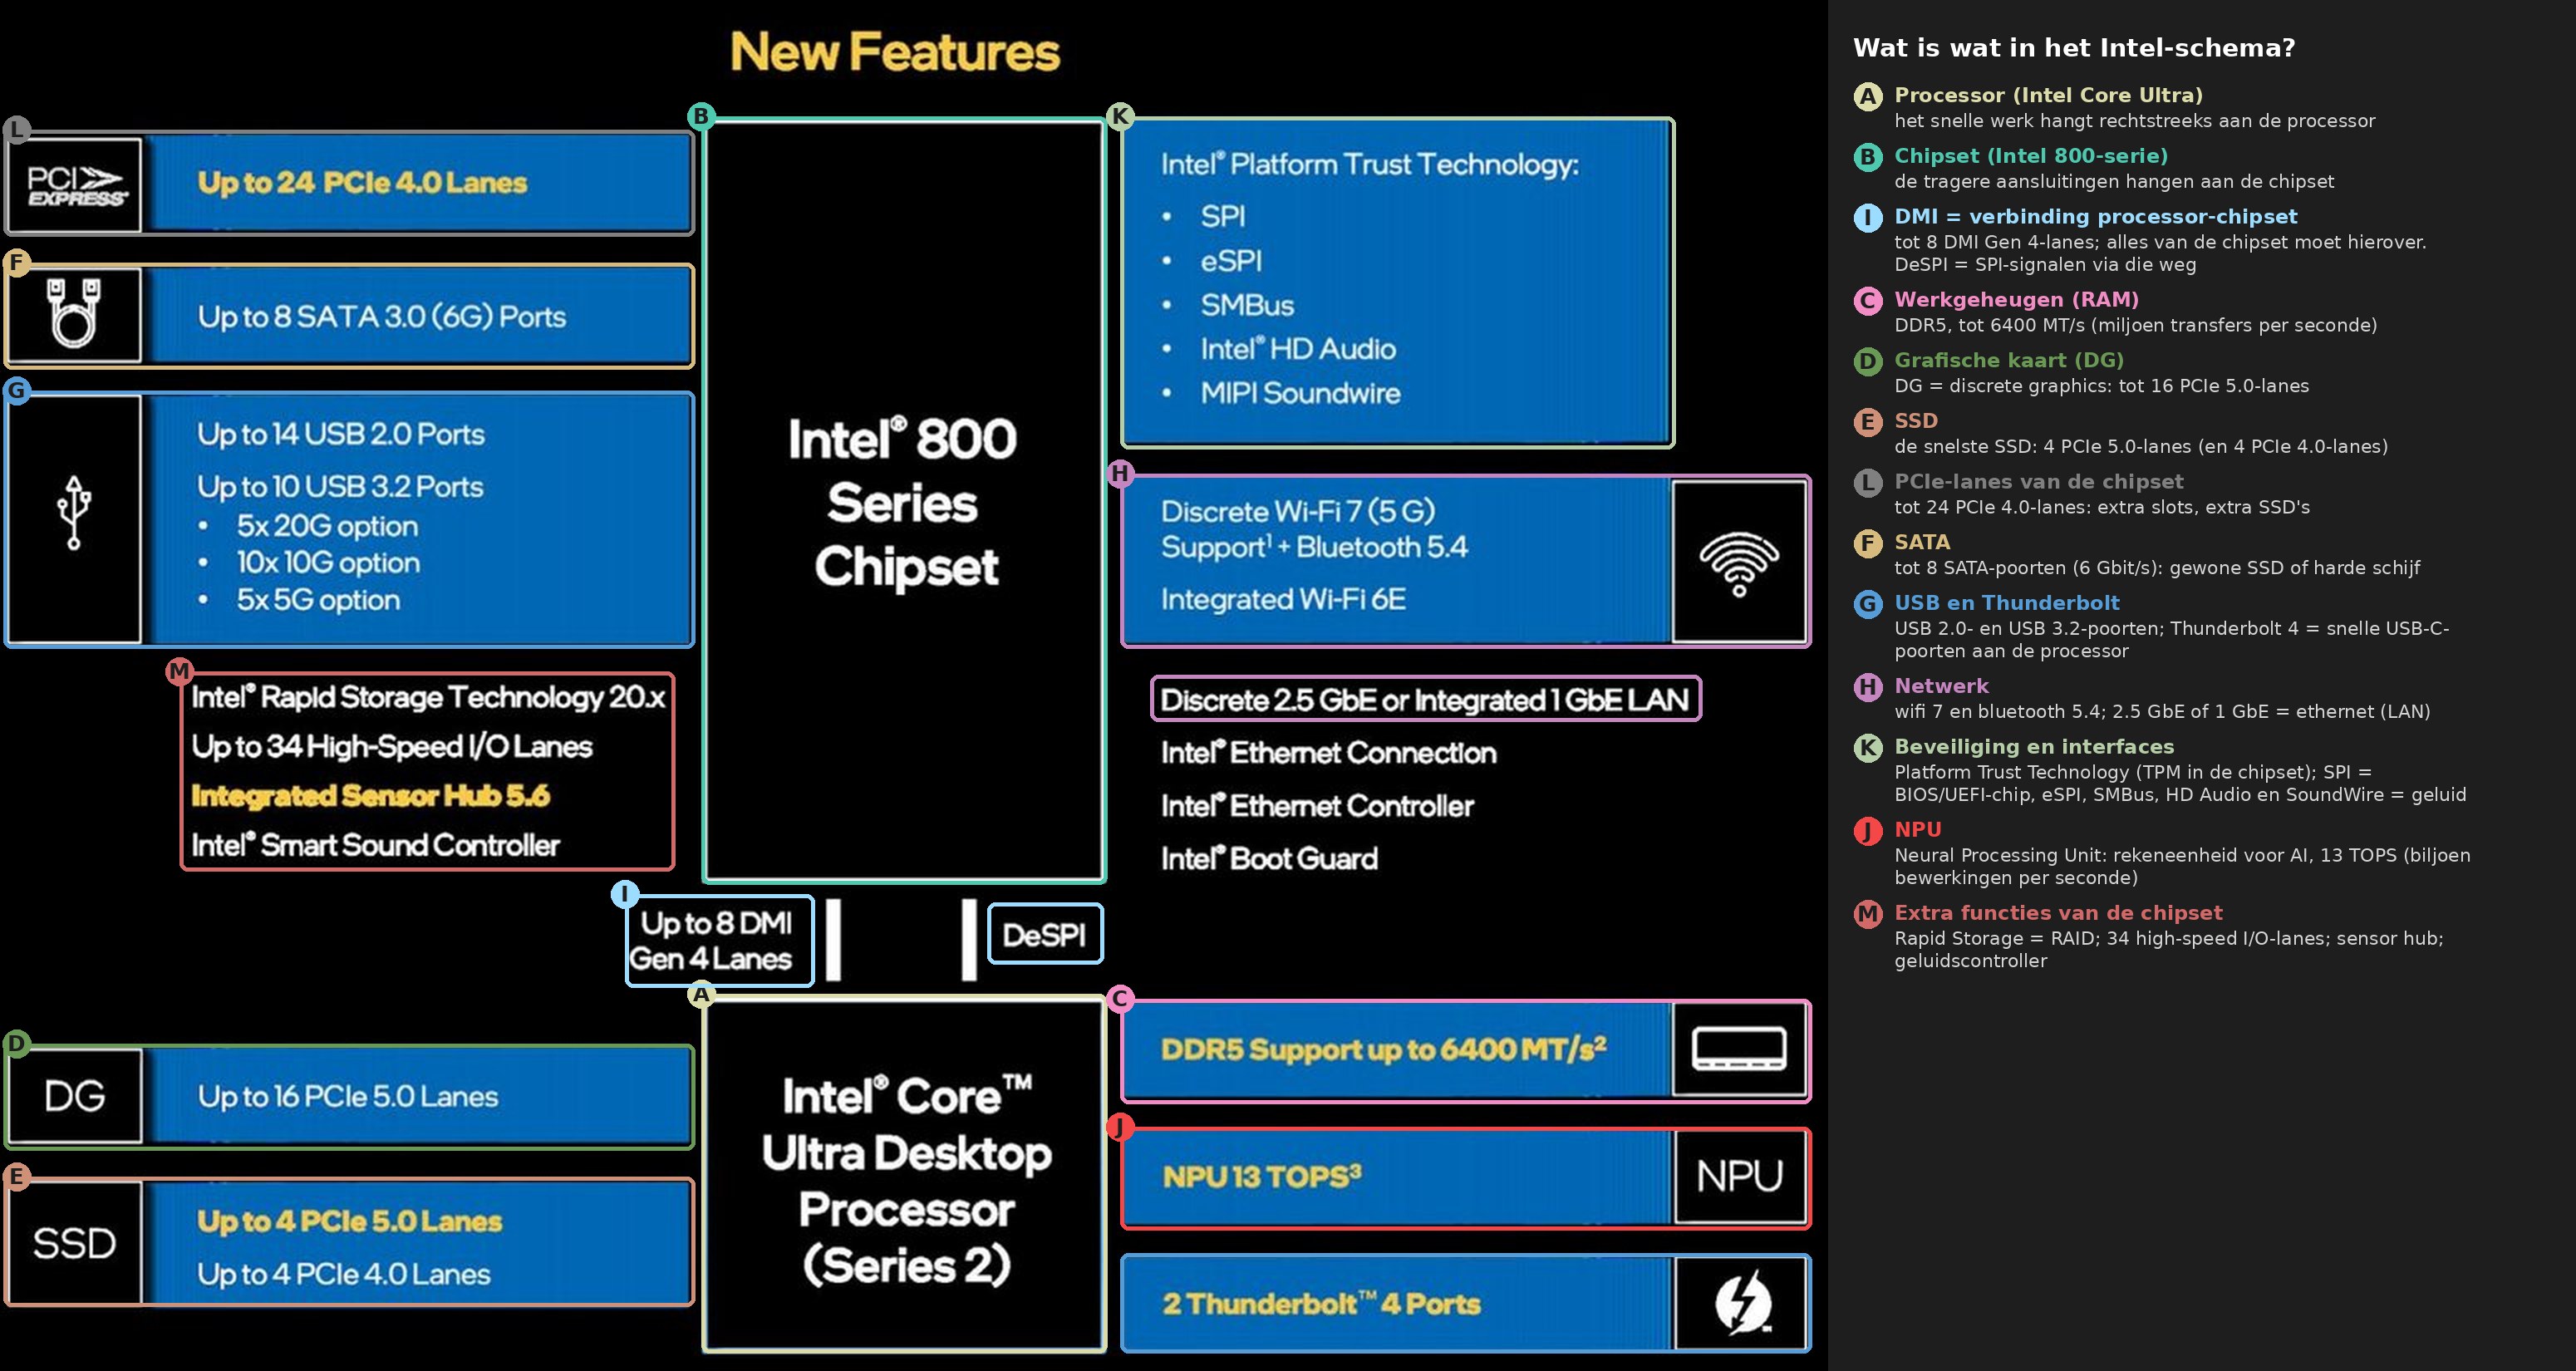 New Features
L
PCI
EXPRESS®
Up to 24 PCIe 4.0 Lanes
F
Up to 8 SATA 3.0 (6G) Ports
G
Up to 14 USB 2.0 Ports
Up to 10 USB 3.2 Ports
• 5x 20G option
• 10x 10G option
• 5x 5G option
M
Intel® Rapid Storage Technology 20.x
Up to 34 High-Speed I/O Lanes
Integrated Sensor Hub 5.6
Intel® Smart Sound Controller
B
Intel® 800
Series
Chipset
K
Intel® Platform Trust Technology:
• SPI
• eSPI
• SMBus
• Intel® HD Audio
• MIPI Soundwire
H
Discrete Wi-Fi 7 (5 G)
Support¹ + Bluetooth 5.4
Integrated Wi-Fi 6E
Discrete 2.5 GbE or Integrated 1 GbE LAN
Intel® Ethernet Connection
Intel® Ethernet Controller
Intel® Boot Guard
I
Up to 8 DMI
Gen 4 Lanes
DeSPI
D
DG
Up to 16 PCIe 5.0 Lanes
E
SSD
Up to 4 PCIe 5.0 Lanes
Up to 4 PCIe 4.0 Lanes
A
Intel® Core™
Ultra Desktop
Processor
(Series 2)
C
DDR5 Support up to 6400 MT/s²
J
NPU 13 TOPS³
NPU
2 Thunderbolt™ 4 Ports
Wat is wat in het Intel-schema?
A Processor (Intel Core Ultra)
het snelle werk hangt rechtstreeks aan de processor
B Chipset (Intel 800-serie)
de tragere aansluitingen hangen aan de chipset
I DMI = verbinding processor-chipset
tot 8 DMI Gen 4-lanes; alles van de chipset moet hierover.
DeSPI = SPI-signalen via die weg
C Werkgeheugen (RAM)
DDR5, tot 6400 MT/s (miljoen transfers per seconde)
D Grafische kaart (DG)
DG = discrete graphics: tot 16 PCIe 5.0-lanes
E SSD
de snelste SSD: 4 PCIe 5.0-lanes (en 4 PCIe 4.0-lanes)
L PCIe-lanes van de chipset
tot 24 PCIe 4.0-lanes: extra slots, extra SSD's
F SATA
tot 8 SATA-poorten (6 Gbit/s): gewone SSD of harde schijf
G USB en Thunderbolt
USB 2.0- en USB 3.2-poorten; Thunderbolt 4 = snelle USB-C-
poorten aan de processor
H Netwerk
wifi 7 en bluetooth 5.4; 2.5 GbE of 1 GbE = ethernet (LAN)
K Beveiliging en interfaces
Platform Trust Technology (TPM in de chipset); SPI =
BIOS/UEFI-chip, eSPI, SMBus, HD Audio en SoundWire = geluid
J NPU
Neural Processing Unit: rekeneenheid voor AI, 13 TOPS (biljoen
bewerkingen per seconde)
M Extra functies van de chipset
Rapid Storage = RAID; 34 high-speed I/O-lanes; sensor hub;
geluidscontroller